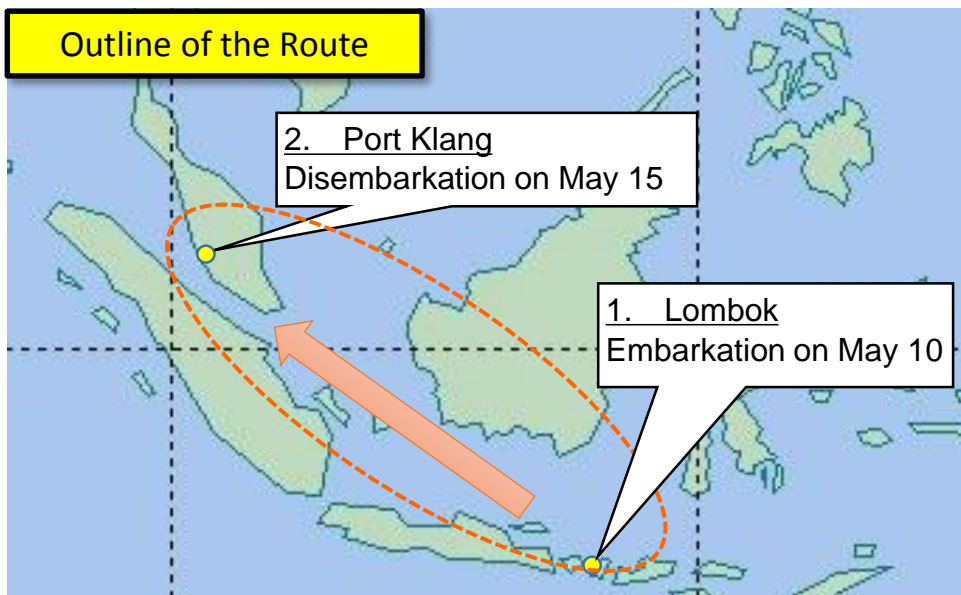 Outline of the Route
2. Port Klang
Disembarkation on May 15
1. Lombok
Embarkation on May 10